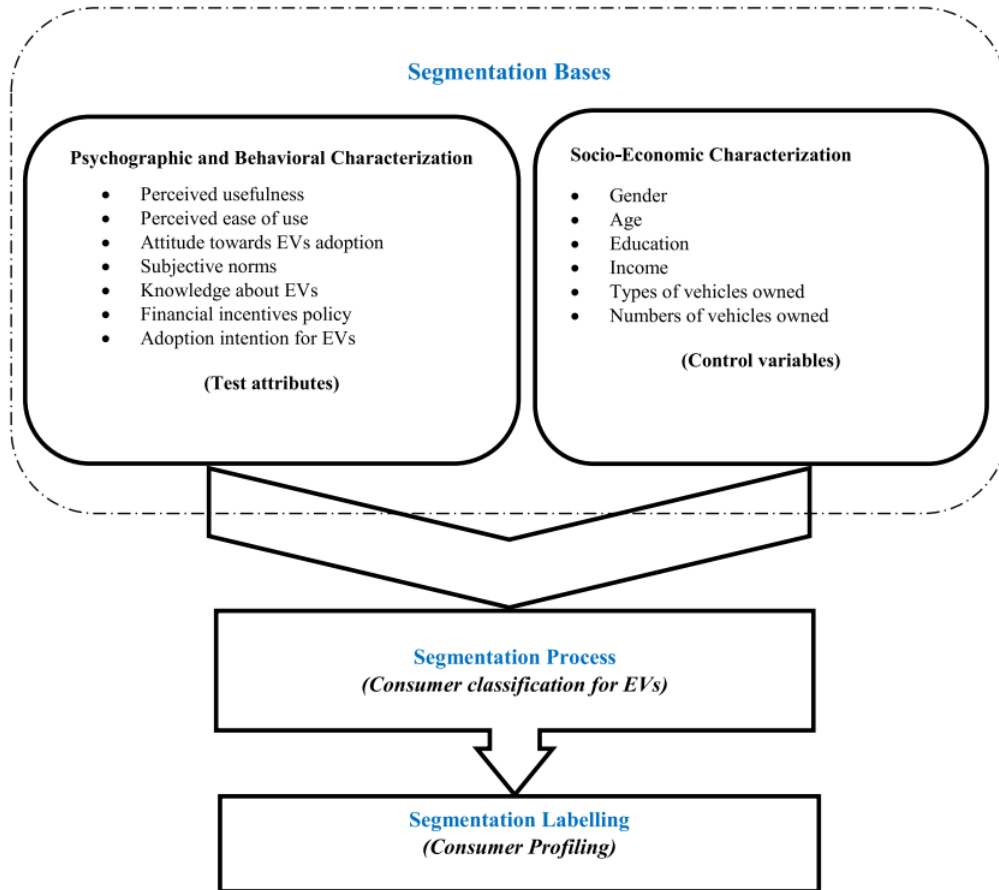 Segmentation Bases
Psychographic and Behavioral Characterization
• Perceived usefulness
• Perceived ease of use
• Attitude towards EVs adoption
• Subjective norms
• Knowledge about EVs
• Financial incentives policy
• Adoption intention for EVs
(Test attributes)
Socio-Economic Characterization
• Gender
• Age
• Education
• Income
• Types of vehicles owned
• Numbers of vehicles owned
(Control variables)
Segmentation Process
(Consumer classification for EVs)
Segmentation Labelling
(Consumer Profiling)